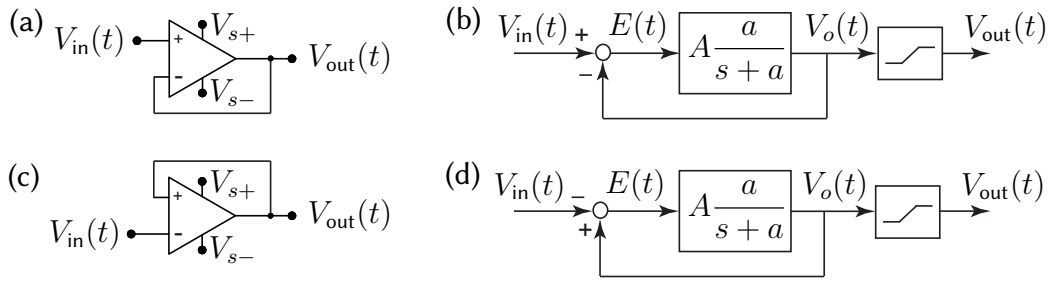 (a)
V_in(t)
+
−
V_s+
V_s−
V_out(t)
(b)
V_in(t) + − E(t) A a/(s + a) V_o(t) V_out(t)
(c)
V_in(t)
+
−
V_s+
V_s−
V_out(t)
(d)
V_in(t) − + E(t) A a/(s + a) V_o(t) V_out(t)